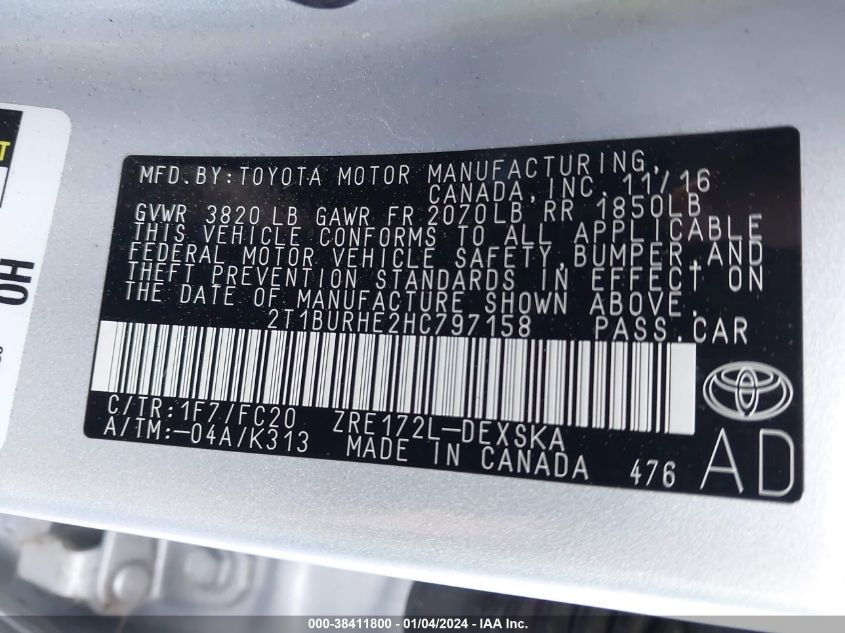 MFD.BY:TOYOTA MOTOR MANUFACTURING,
CANADA, INC. 11/16
GVWR 3820 LB GAWR FR 2070LB RR 1850LB
THIS VEHICLE CONFORMS TO ALL APPLICABLE
FEDERAL MOTOR VEHICLE SAFETY, BUMPER, AND
THEFT PREVENTION STANDARDS IN EFFECT ON
THE DATE OF MANUFACTURE SHOWN ABOVE.
2T1BURHE2HC797158 PASS.CAR
C/TR:1F7/FC20 ZRE172L-DEXSKA
A/TM:-04A/K313 MADE IN CANADA 476
AD
OH
000-38411800 - 01/04/2024 - IAA Inc.